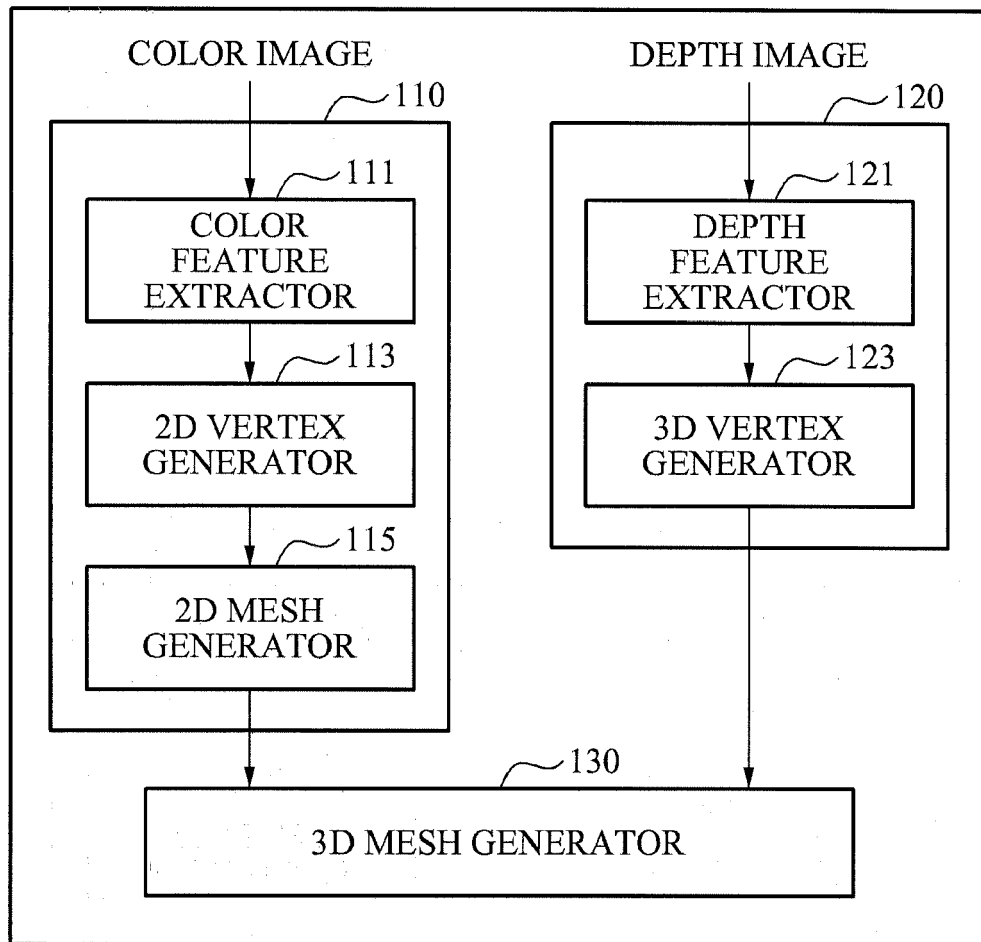 COLOR IMAGE
110
111
COLOR
FEATURE
EXTRACTOR
113
2D VERTEX
GENERATOR
115
2D MESH
GENERATOR
DEPTH IMAGE
120
121
DEPTH
FEATURE
EXTRACTOR
123
3D VERTEX
GENERATOR
130
3D MESH GENERATOR